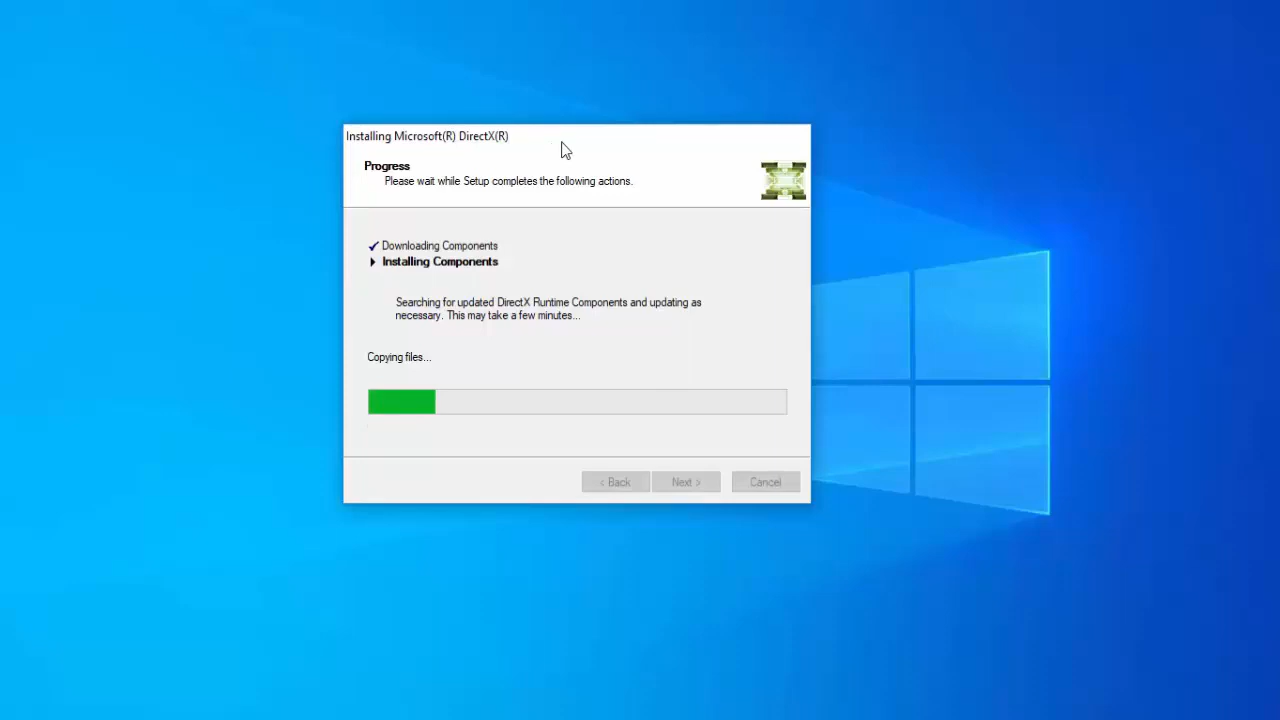 Installing Microsoft(R) DirectX(R)
Progress
Please wait while Setup completes the following actions.
Downloading Components
Installing Components
Searching for updated DirectX Runtime Components and updating as
necessary. This may take a few minutes...
Copying files...
< Back Next > Cancel